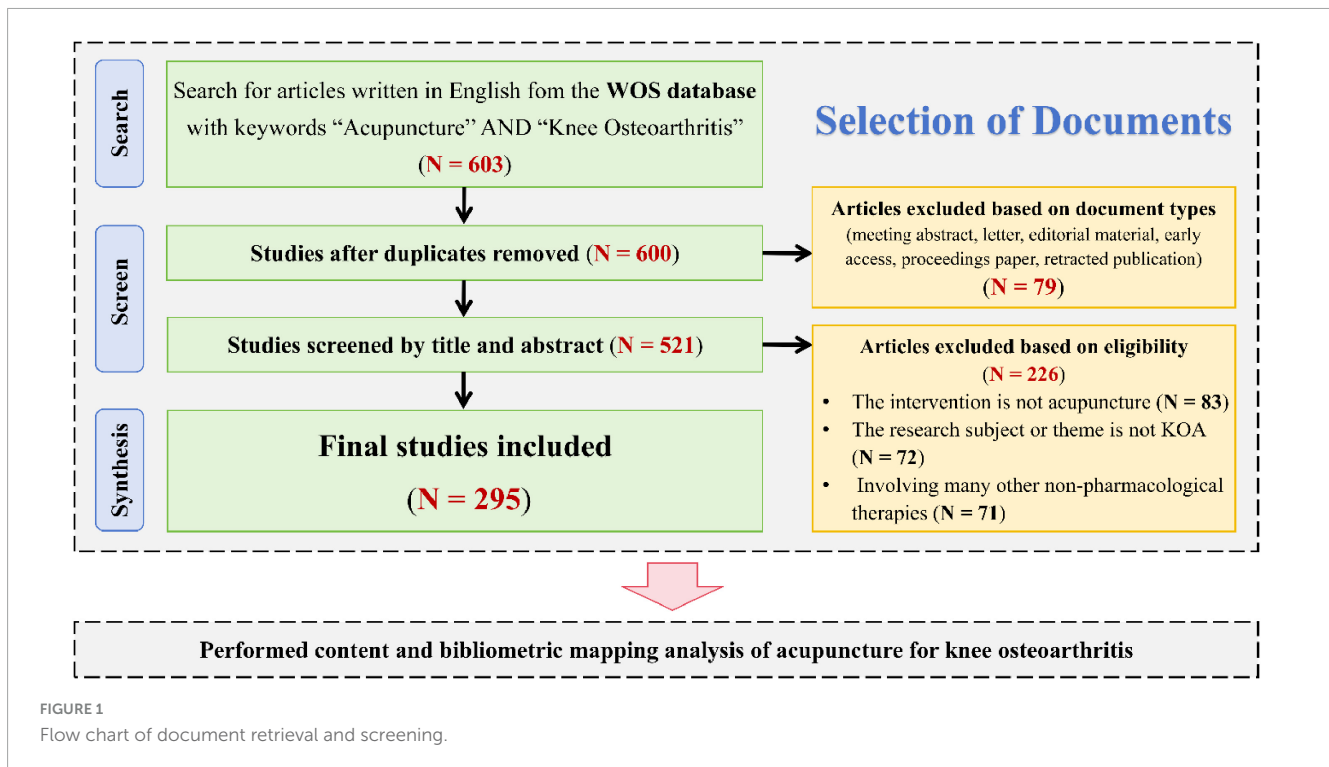 Search
Search for articles written in English fom the WOS database
with keywords “Acupuncture” AND “Knee Osteoarthritis”
(N = 603)
Selection of Documents
Screen
Studies after duplicates removed (N = 600)
Articles excluded based on document types
(meeting abstract, letter, editorial material, early
access, proceedings paper, retracted publication)
(N = 79)
Studies screened by title and abstract (N = 521)
Articles excluded based on eligibility
(N = 226)
• The intervention is not acupuncture (N = 83)
• The research subject or theme is not KOA
(N = 72)
• Involving many other non-pharmacological
therapies (N = 71)
Synthesis
Final studies included
(N = 295)
Performed content and bibliometric mapping analysis of acupuncture for knee osteoarthritis
FIGURE 1
Flow chart of document retrieval and screening.